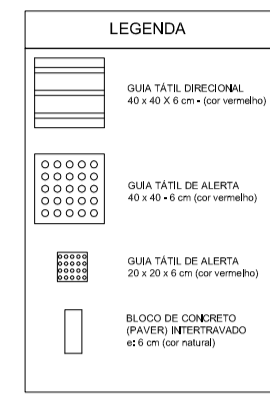 LEGENDA
GUIA TÁTIL DIRECIONAL
40 x 40 X 6 cm - (cor vermelho)
GUIA TÁTIL DE ALERTA
40 x 40 - 6 cm (cor vermelho)
GUIA TÁTIL DE ALERTA
20 x 20 x 6 cm (cor vermelho)
BLOCO DE CONCRETO
(PAVER) INTERTRAVADO
e: 6 cm (cor natural)